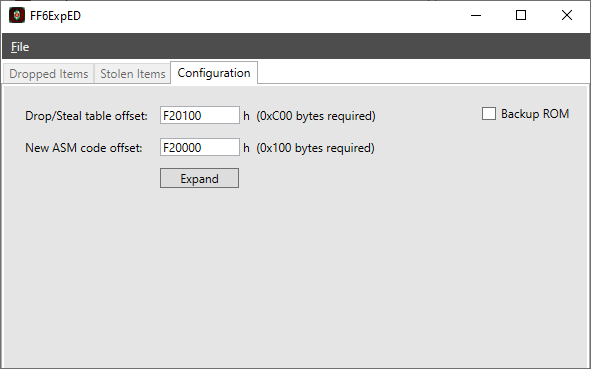 FF6ExpED
File
Dropped Items Stolen Items Configuration
Drop/Steal table offset: F20100 h (0xC00 bytes required) Backup ROM
New ASM code offset: F20000 h (0x100 bytes required)
Expand